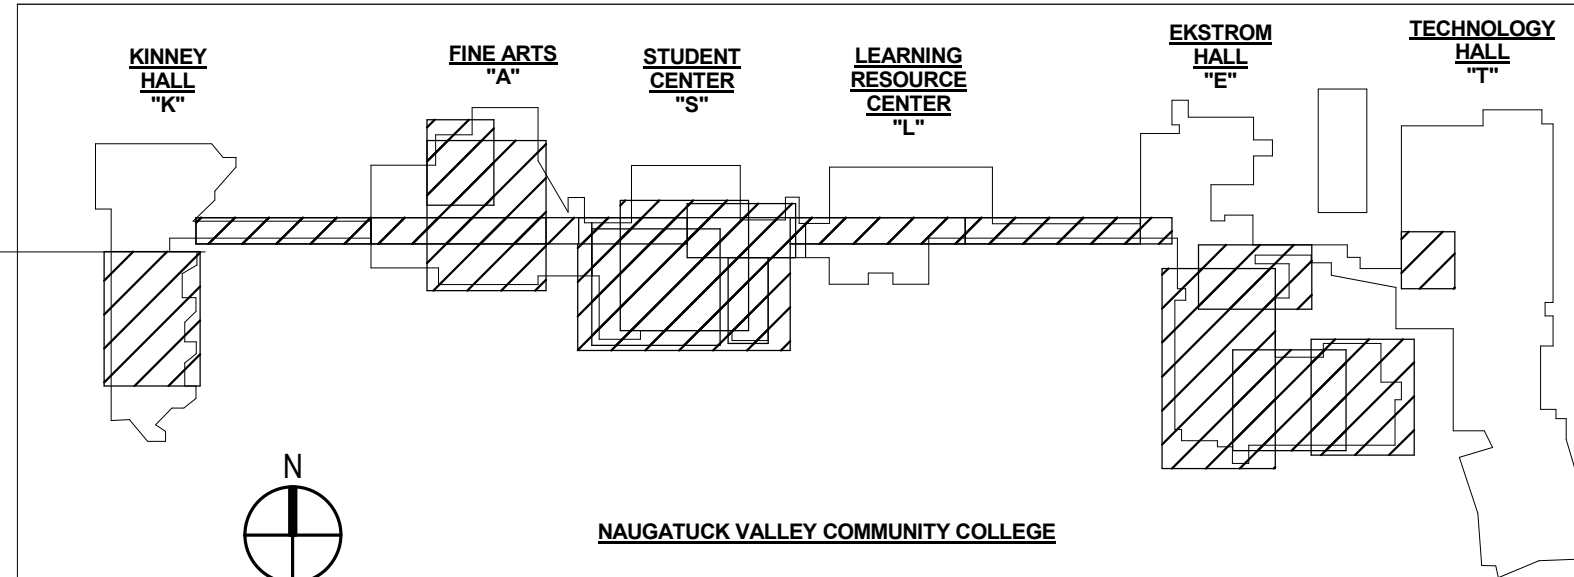 KINNEY
HALL
"K"
FINE ARTS
"A"
STUDENT
CENTER
"S"
LEARNING
RESOURCE
CENTER
"L"
EKSTROM
HALL
"E"
TECHNOLOGY
HALL
"T"
N
NAUGATUCK VALLEY COMMUNITY COLLEGE